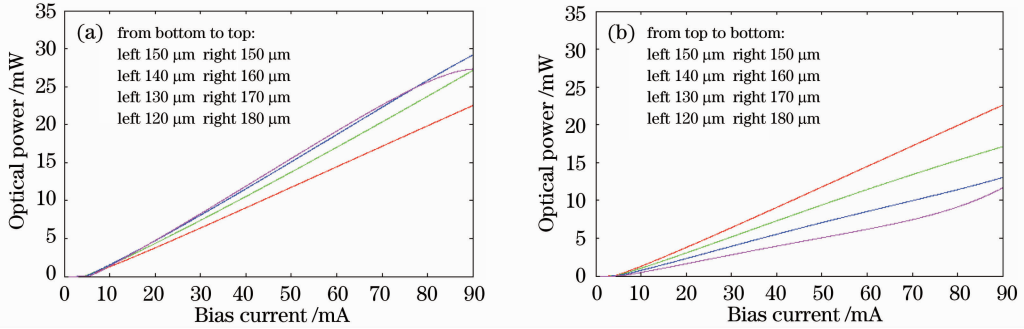 (a) from bottom to top:
left 150 μm right 150 μm
left 140 μm right 160 μm
left 130 μm right 170 μm
left 120 μm right 180 μm
Optical power /mW
35
30
25
20
15
10
5
0
0 10 20 30 40 50 60 70 80 90
Bias current /mA
(b) from top to bottom:
left 150 μm right 150 μm
left 140 μm right 160 μm
left 130 μm right 170 μm
left 120 μm right 180 μm
Optical power /mW
35
30
25
20
15
10
5
0
0 10 20 30 40 50 60 70 80 90
Bias current /mA